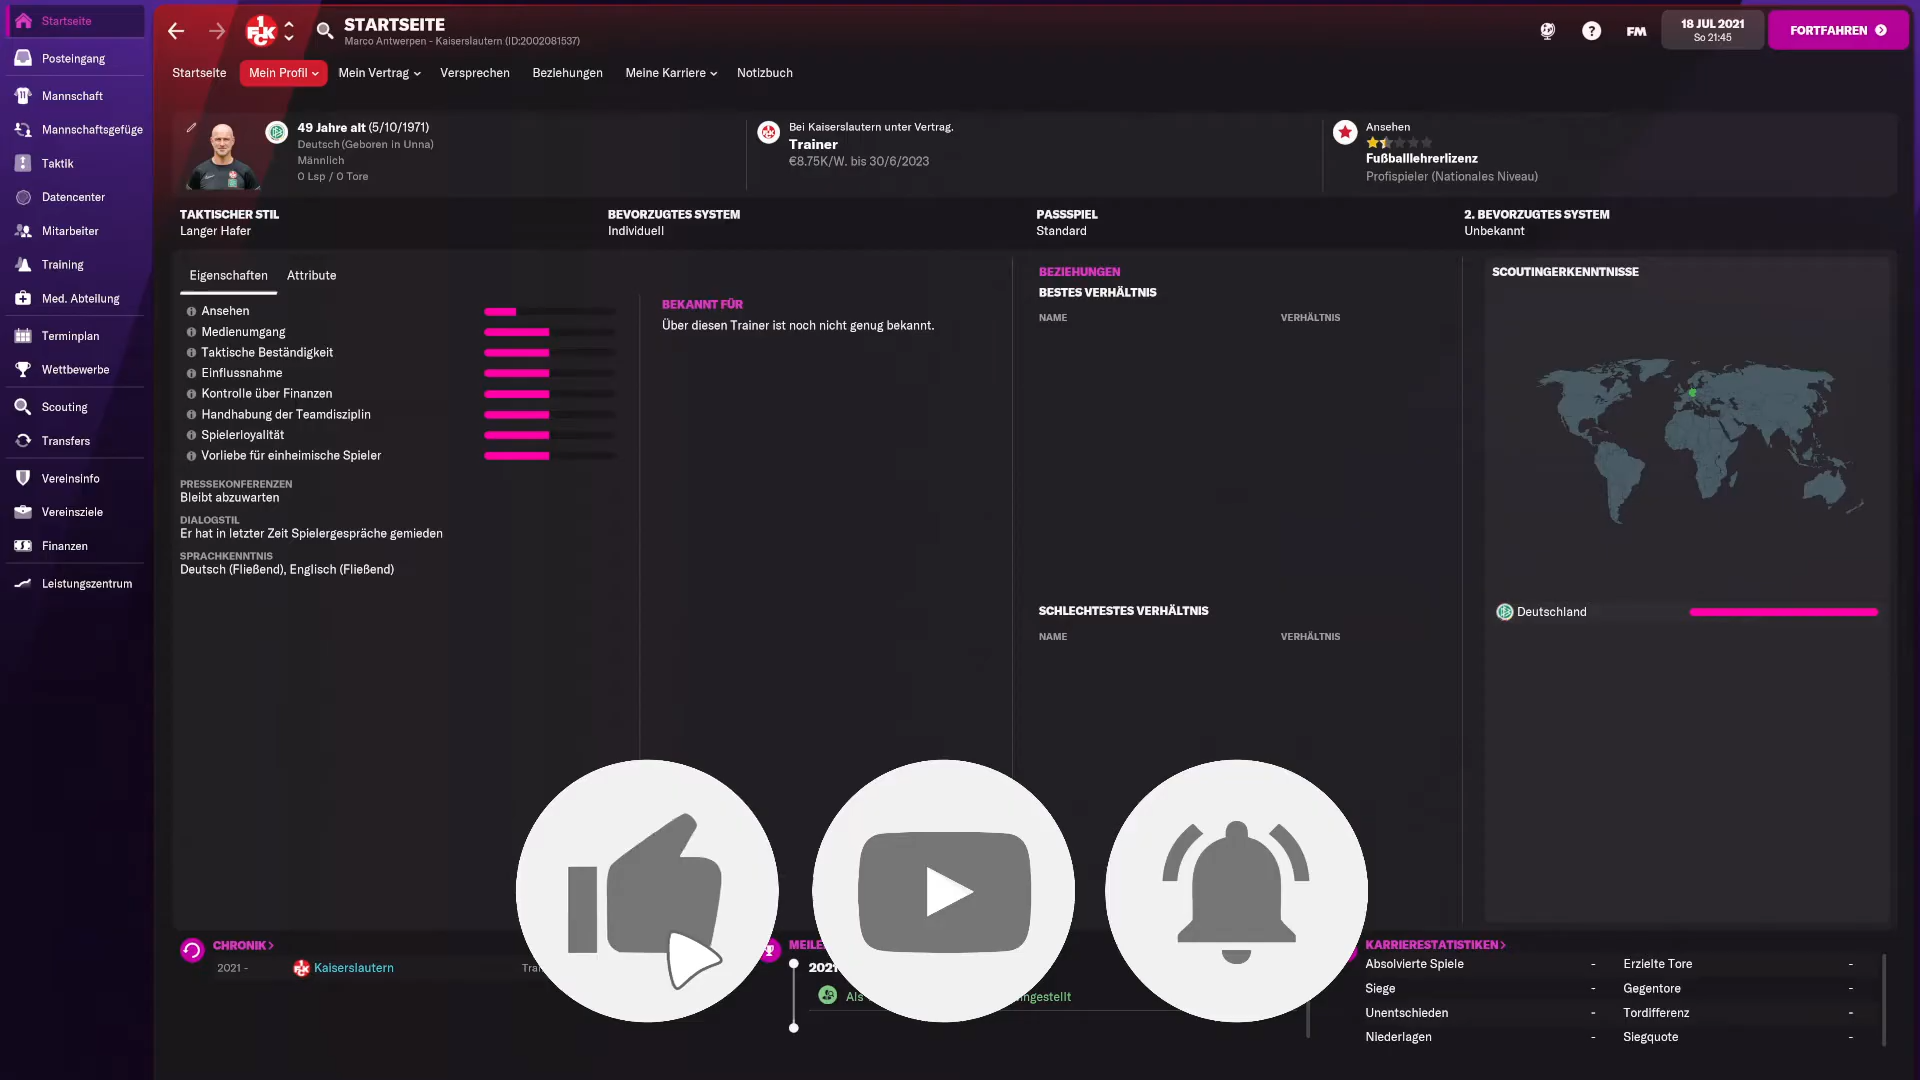 Startseite
Posteingang
Mannschaft
Mannschaftsgefüge
Taktik
Datencenter
Mitarbeiter
Training
Med. Abteilung
Terminplan
Wettbewerbe
Scouting
Transfers
Vereinsinfo
Vereinsziele
Finanzen
Leistungszentrum
STARTSEITE
Marco Antwerpen - Kaiserslautern (ID:2002081537)
FM
18 JUL 2021
So 21:45
FORTFAHREN
Startseite
Mein Profil
Mein Vertrag
Versprechen
Beziehungen
Meine Karriere
Notizbuch
49 Jahre alt (5/10/1971)
Deutsch (Geboren in Unna)
Männlich
0 Lsp / 0 Tore
Bei Kaiserslautern unter Vertrag.
Trainer
€8.75K/W. bis 30/6/2023
Ansehen
Fußballlehrerlizenz
Profispieler (Nationales Niveau)
TAKTISCHER STIL
Langer Hafer
BEVORZUGTES SYSTEM
Individuell
PASSSPIEL
Standard
2. BEVORZUGTES SYSTEM
Unbekannt
Eigenschaften
Attribute
Ansehen
Medienumgang
Taktische Beständigkeit
Einflussnahme
Kontrolle über Finanzen
Handhabung der Teamdisziplin
Spielerloyalität
Vorliebe für einheimische Spieler
PRESSEKONFERENZEN
Bleibt abzuwarten
DIALOGSTIL
Er hat in letzter Zeit Spielergespräche gemieden
SPRACHKENNTNIS
Deutsch (Fließend), Englisch (Fließend)
BEKANNT FÜR
Über diesen Trainer ist noch nicht genug bekannt.
BEZIEHUNGEN
BESTES VERHÄLTNIS
NAME VERHÄLTNIS
SCHLECHTESTES VERHÄLTNIS
NAME VERHÄLTNIS
SCOUTINGERKENNTNISSE
Deutschland
CHRONIK >
2021 - Kaiserslautern
2021
Als
KARRIERESTATISTIKEN >
Absolvierte Spiele -
Siege -
Unentschieden -
Niederlagen -
Erzielte Tore -
Gegentore -
Tordifferenz -
Siegquote -